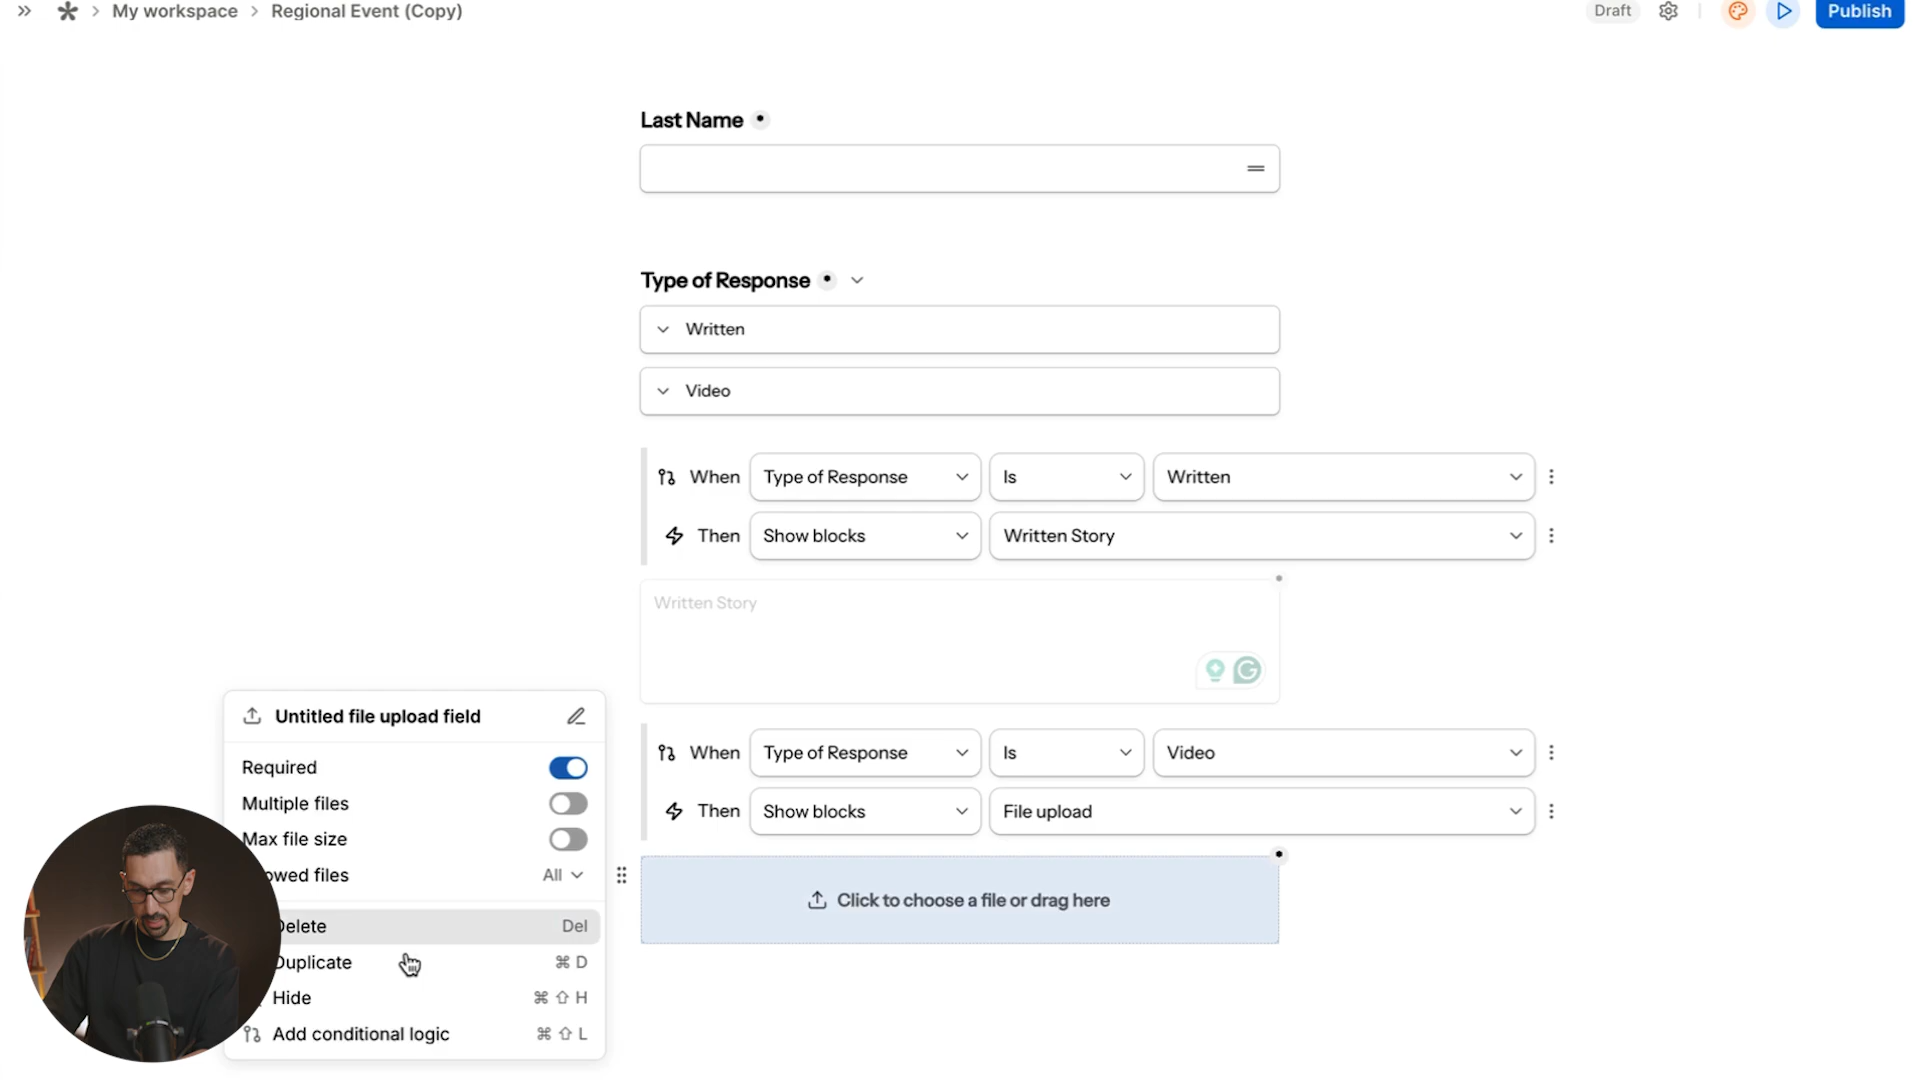 My workspace > Regional Event (Copy)
Draft
Publish
Last Name
Type of Response
Written
Video
When Type of Response Is Written
Then Show blocks Written Story
Written Story
Untitled file upload field
Required
When Type of Response Is Video
Multiple files
Then Show blocks File upload
Max file size
owed files All
Click to choose a file or drag here
Delete Del
Duplicate ⌘ D
Hide ⌘ ⇧ H
Add conditional logic ⌘ ⇧ L